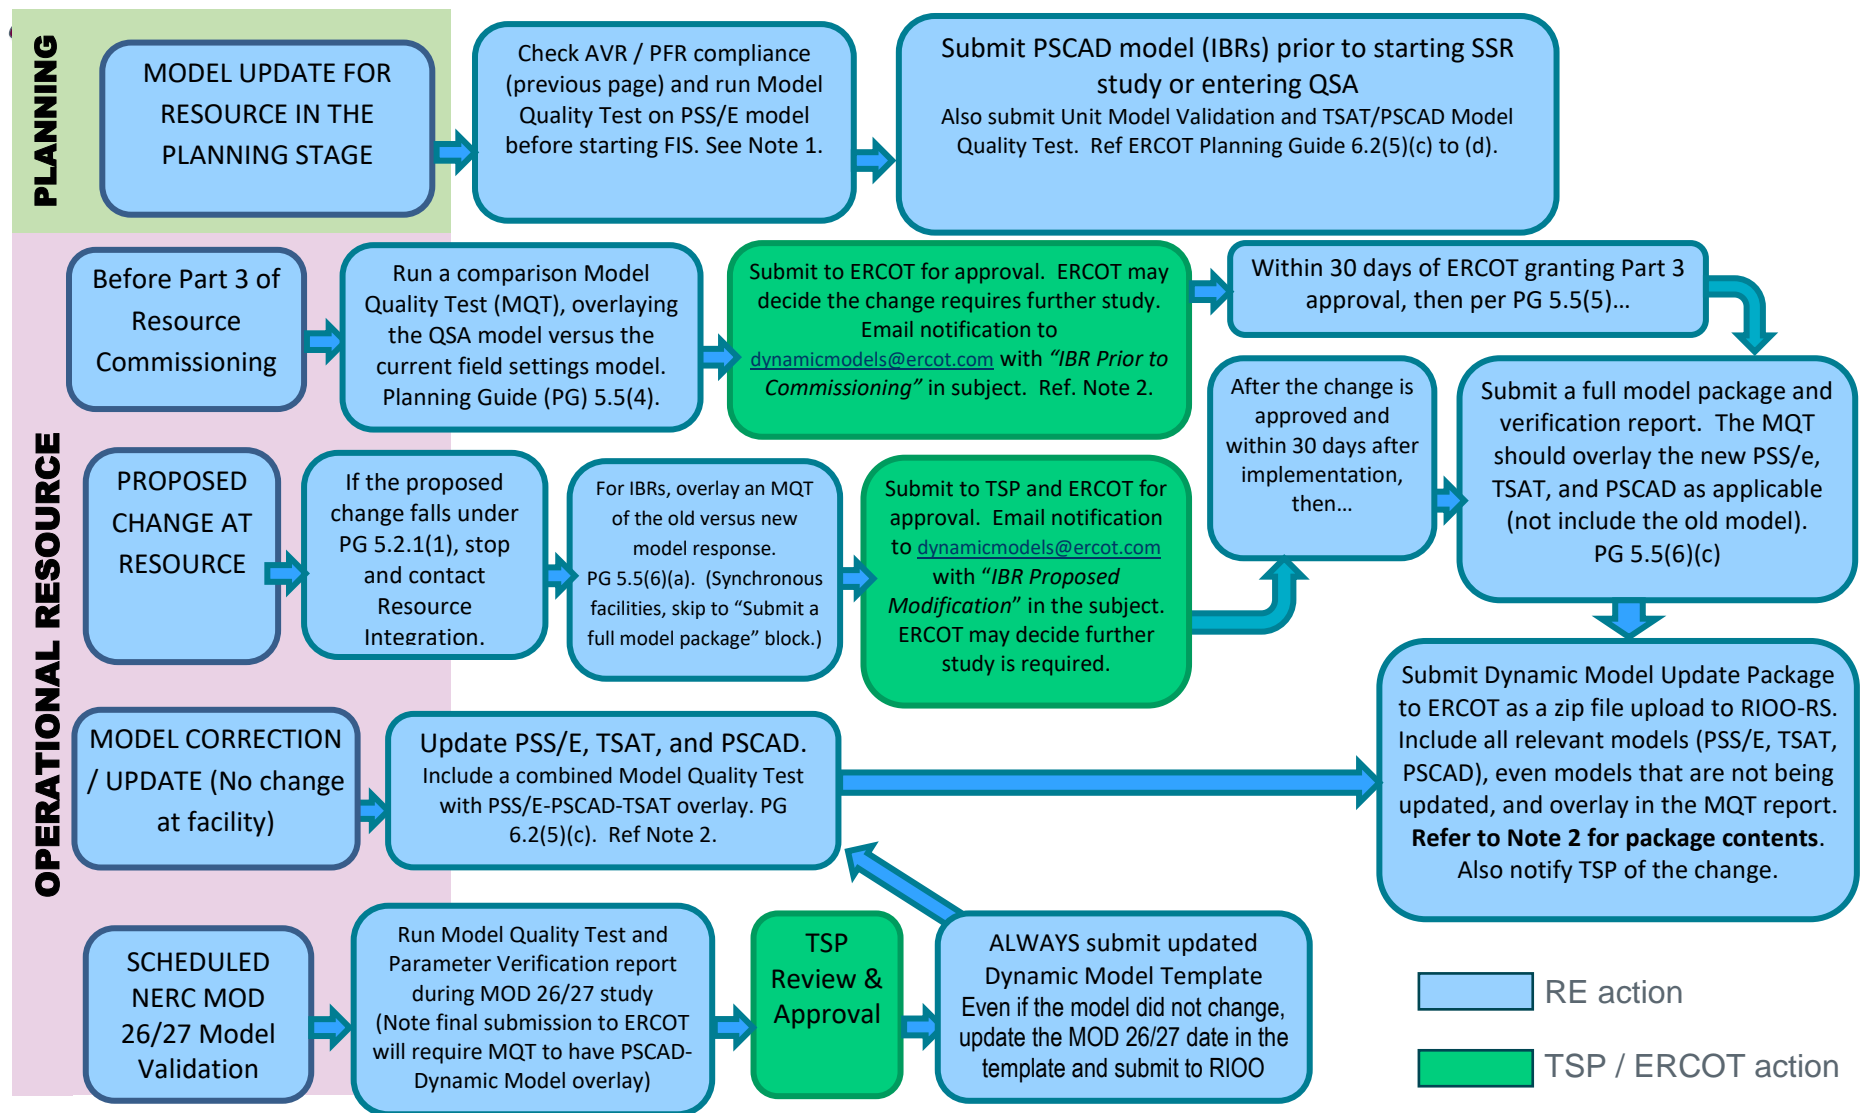 PLANNING
MODEL UPDATE FOR
RESOURCE IN THE
PLANNING STAGE
Check AVR / PFR compliance
(previous page) and run Model
Quality Test on PSS/E model
before starting FIS. See Note 1.
Submit PSCAD model (IBRs) prior to starting SSR
study or entering QSA
Also submit Unit Model Validation and TSAT/PSCAD Model
Quality Test.  Ref ERCOT Planning Guide 6.2(5)(c) to (d).
OPERATIONAL RESOURCE
Before Part 3 of
Resource
Commissioning
Run a comparison Model
Quality Test (MQT), overlaying
the QSA model versus the
current field settings model.
Planning Guide (PG) 5.5(4).
Submit to ERCOT for approval.  ERCOT may
decide the change requires further study.
Email notification to
dynamicmodels@ercot.com with “IBR Prior to
Commissioning” in subject.  Ref. Note 2.
Within 30 days of ERCOT granting Part 3
approval, then per PG 5.5(5)…
PROPOSED
CHANGE AT
RESOURCE
If the proposed
change falls under
PG 5.2.1(1), stop
and contact
Resource
Integration.
For IBRs, overlay an MQT
of the old versus new
model response.
PG 5.5(6)(a).  (Synchronous
facilities, skip to “Submit a
full model package” block.)
Submit to TSP and ERCOT for
approval.  Email notification
to dynamicmodels@ercot.com
with “IBR Proposed
Modification” in the subject.
ERCOT may decide further
study is required.
After the change is
approved and
within 30 days after
implementation,
then…
Submit a full model package and
verification report.  The MQT
should overlay the new PSS/e,
TSAT, and PSCAD as applicable
(not include the old model).
PG 5.5(6)(c)
MODEL CORRECTION
/ UPDATE (No change
at facility)
Update PSS/E, TSAT, and PSCAD.
Include a combined Model Quality Test
with PSS/E-PSCAD-TSAT overlay. PG
6.2(5)(c).  Ref Note 2.
Submit Dynamic Model Update Package
to ERCOT as a zip file upload to RIOO-RS.
Include all relevant models (PSS/E, TSAT,
PSCAD), even models that are not being
updated, and overlay in the MQT report.
Refer to Note 2 for package contents.
Also notify TSP of the change.
SCHEDULED
NERC MOD
26/27 Model
Validation
Run Model Quality Test and
Parameter Verification report
during MOD 26/27 study
(Note final submission to ERCOT
will require MQT to have PSCAD-
Dynamic Model overlay)
TSP
Review &
Approval
ALWAYS submit updated
Dynamic Model Template
Even if the model did not change,
update the MOD 26/27 date in the
template and submit to RIOO
RE action
TSP / ERCOT action